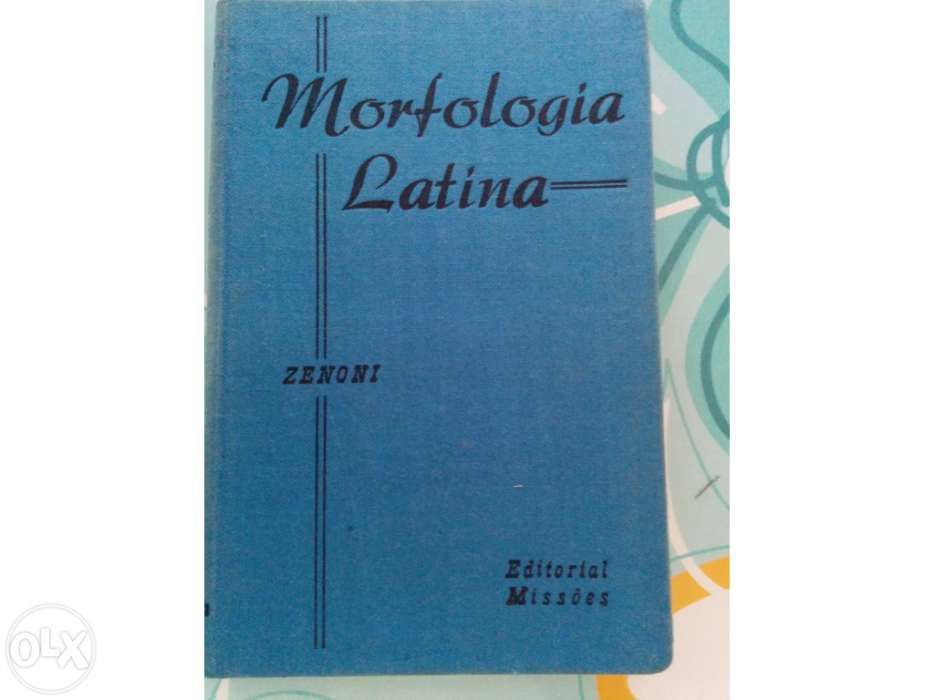 Morfologia
Latina
ZENONI
Editorial
Missões
OLX